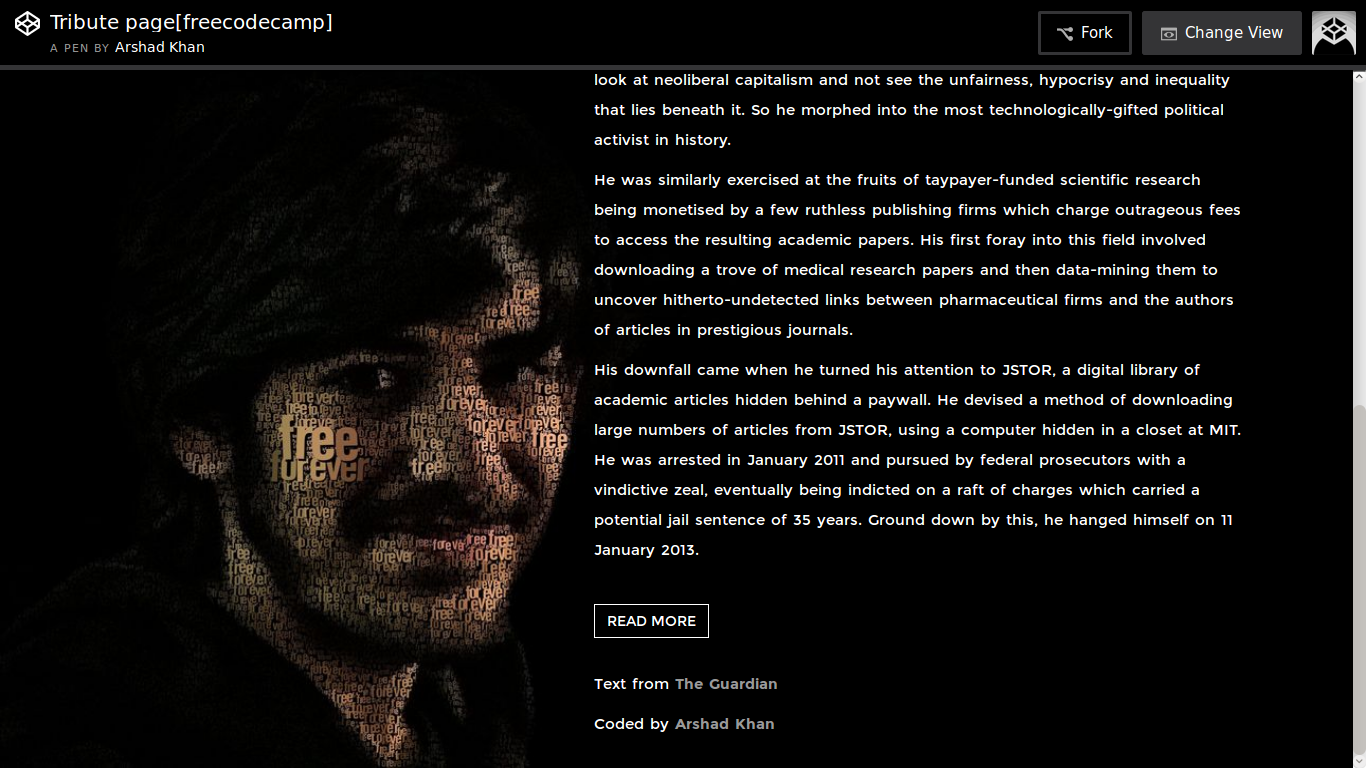 Tribute page[freecodecamp]
A PEN BY Arshad Khan
Fork
Change View
look at neoliberal capitalism and not see the unfairness, hypocrisy and inequality
that lies beneath it. So he morphed into the most technologically-gifted political
activist in history.
He was similarly exercised at the fruits of taypayer-funded scientific research
being monetised by a few ruthless publishing firms which charge outrageous fees
to access the resulting academic papers. His first foray into this field involved
downloading a trove of medical research papers and then data-mining them to
uncover hitherto-undetected links between pharmaceutical firms and the authors
of articles in prestigious journals.
His downfall came when he turned his attention to JSTOR, a digital library of
academic articles hidden behind a paywall. He devised a method of downloading
large numbers of articles from JSTOR, using a computer hidden in a closet at MIT.
He was arrested in January 2011 and pursued by federal prosecutors with a
vindictive zeal, eventually being indicted on a raft of charges which carried a
potential jail sentence of 35 years. Ground down by this, he hanged himself on 11
January 2013.
READ MORE
Text from The Guardian
Coded by Arshad Khan
free
forever